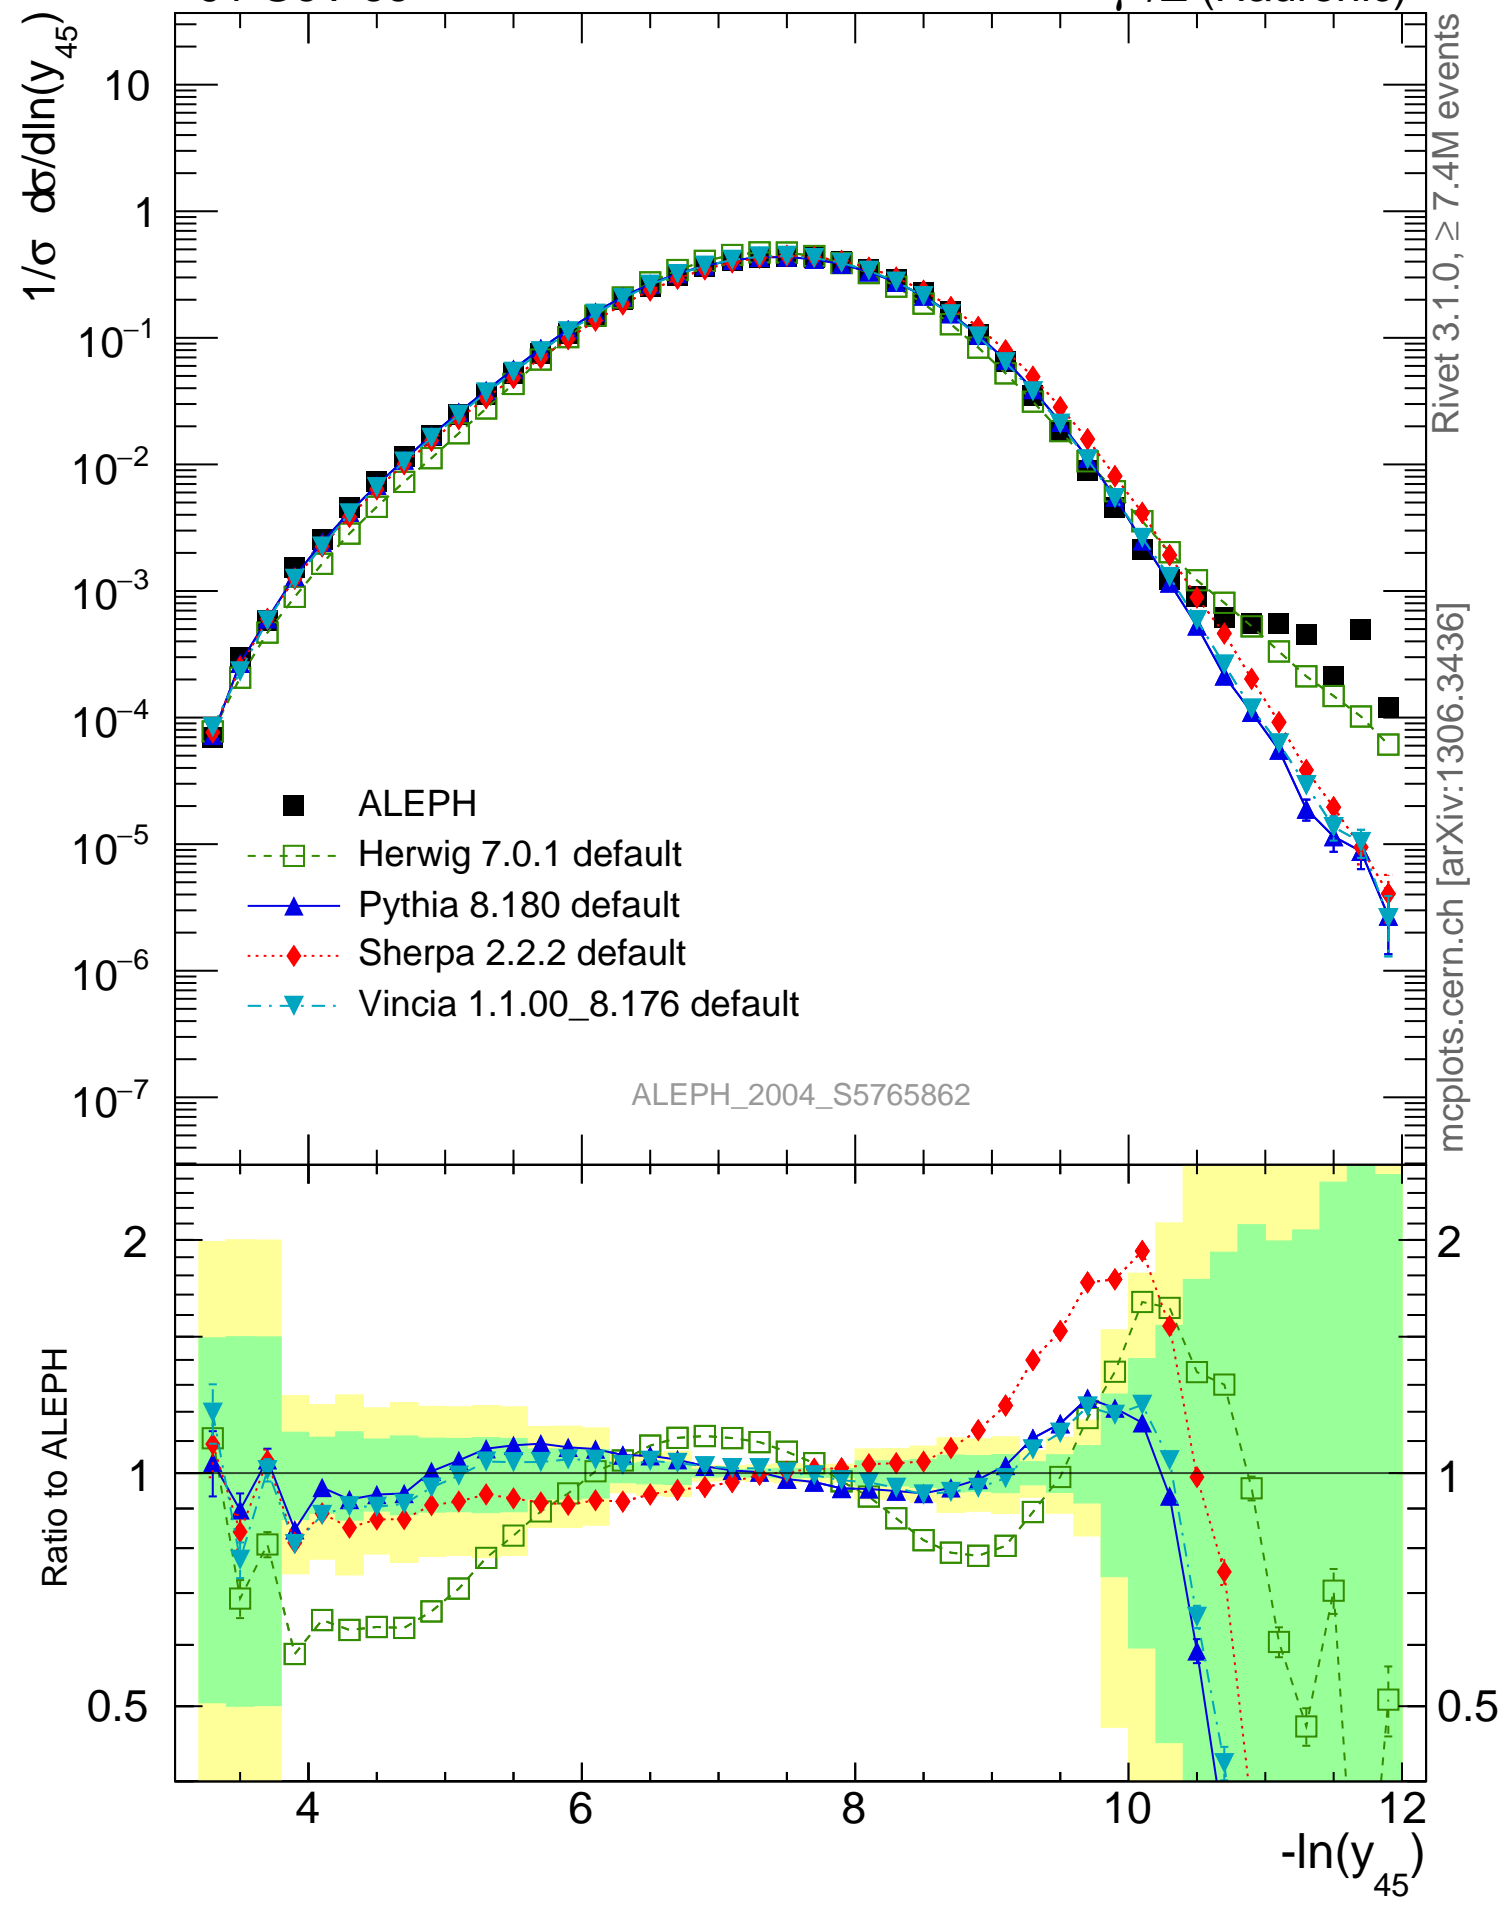 1/σ dσ/dln(y45)
10
1
10−1
10−2
10−3
10−4
10−5
10−6
10−7
ALEPH
Herwig 7.0.1 default
Pythia 8.180 default
Sherpa 2.2.2 default
Vincia 1.1.00_8.176 default
ALEPH_2004_S5765862
Rivet 3.1.0, ≥ 7.4M events
mcplots.cern.ch [arXiv:1306.3436]
Ratio to ALEPH
2
1
0.5
2
1
0.5
4
6
8
10
12
-ln(y45)